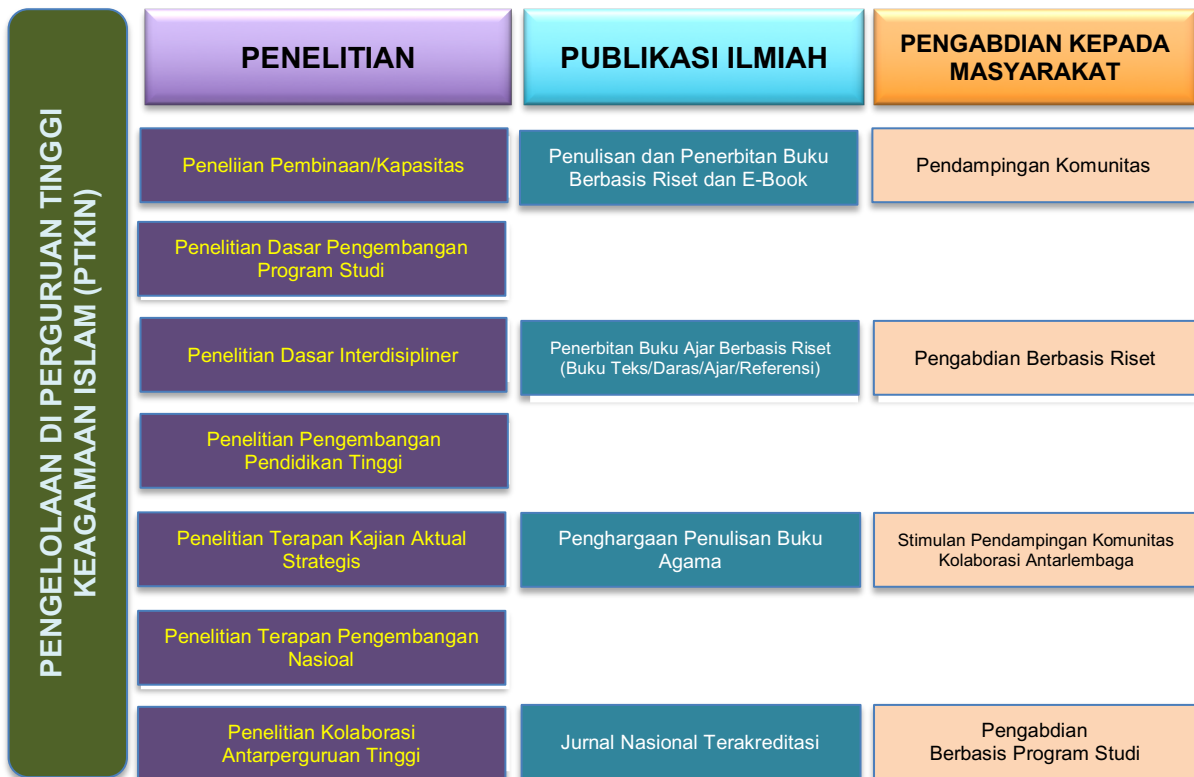 PENGELOLAAN DI PERGURUAN TINGGI
KEAGAMAAN ISLAM (PTKIN)
PENELITIAN
PUBLIKASI ILMIAH
PENGABDIAN KEPADA
MASYARAKAT
Peneliian Pembinaan/Kapasitas
Penulisan dan Penerbitan Buku
Berbasis Riset dan E-Book
Pendampingan Komunitas
Penelitian Dasar Pengembangan
Program Studi
Penelitian Dasar Interdisipliner
Penerbitan Buku Ajar Berbasis Riset
(Buku Teks/Daras/Ajar/Referensi)
Pengabdian Berbasis Riset
Penelitian Pengembangan
Pendidikan Tinggi
Penelitian Terapan Kajian Aktual
Strategis
Penghargaan Penulisan Buku
Agama
Stimulan Pendampingan Komunitas
Kolaborasi Antarlembaga
Penelitian Terapan Pengembangan
Nasioal
Penelitian Kolaborasi
Antarperguruan Tinggi
Jurnal Nasional Terakreditasi
Pengabdian
Berbasis Program Studi